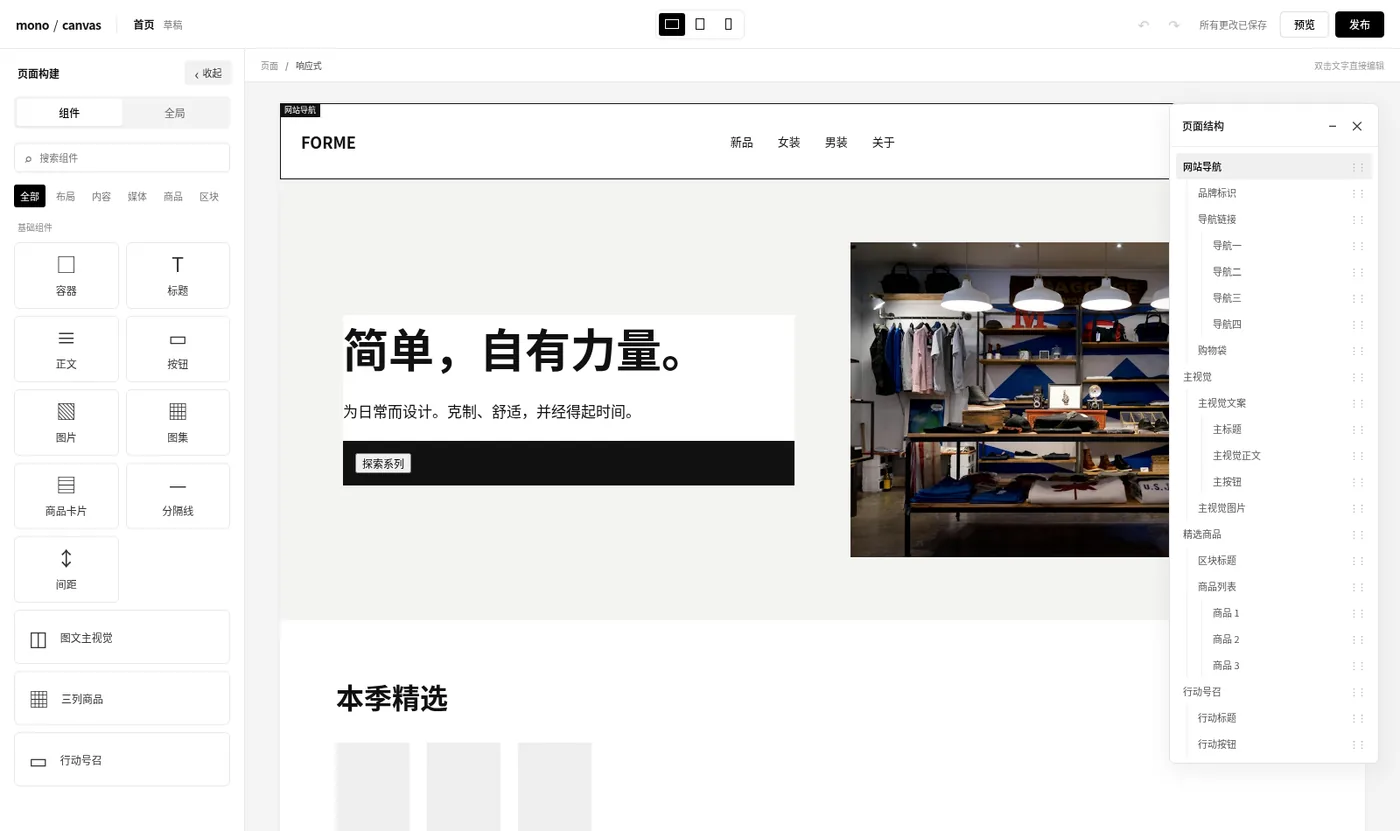 mono / canvas
首页 草稿
所有更改已保存
预览
发布
页面构建
‹ 收起
组件
全局
搜索组件
全部 布局 内容 媒体 商品 区块
基础组件
容器
标题
正文
按钮
图片
图集
商品卡片
分隔线
间距
图文主视觉
三列商品
行动号召
页面 / 响应式
双击文字直接编辑
网站导航
FORME
新品 女装 男装 关于
简单，自有力量。
为日常而设计。克制、舒适，并经得起时间。
探索系列
本季精选
页面结构
网站导航
品牌标识
导航链接
导航一
导航二
导航三
导航四
购物袋
主视觉
主视觉文案
主标题
主视觉正文
主按钮
主视觉图片
精选商品
区块标题
商品列表
商品 1
商品 2
商品 3
行动号召
行动标题
行动按钮